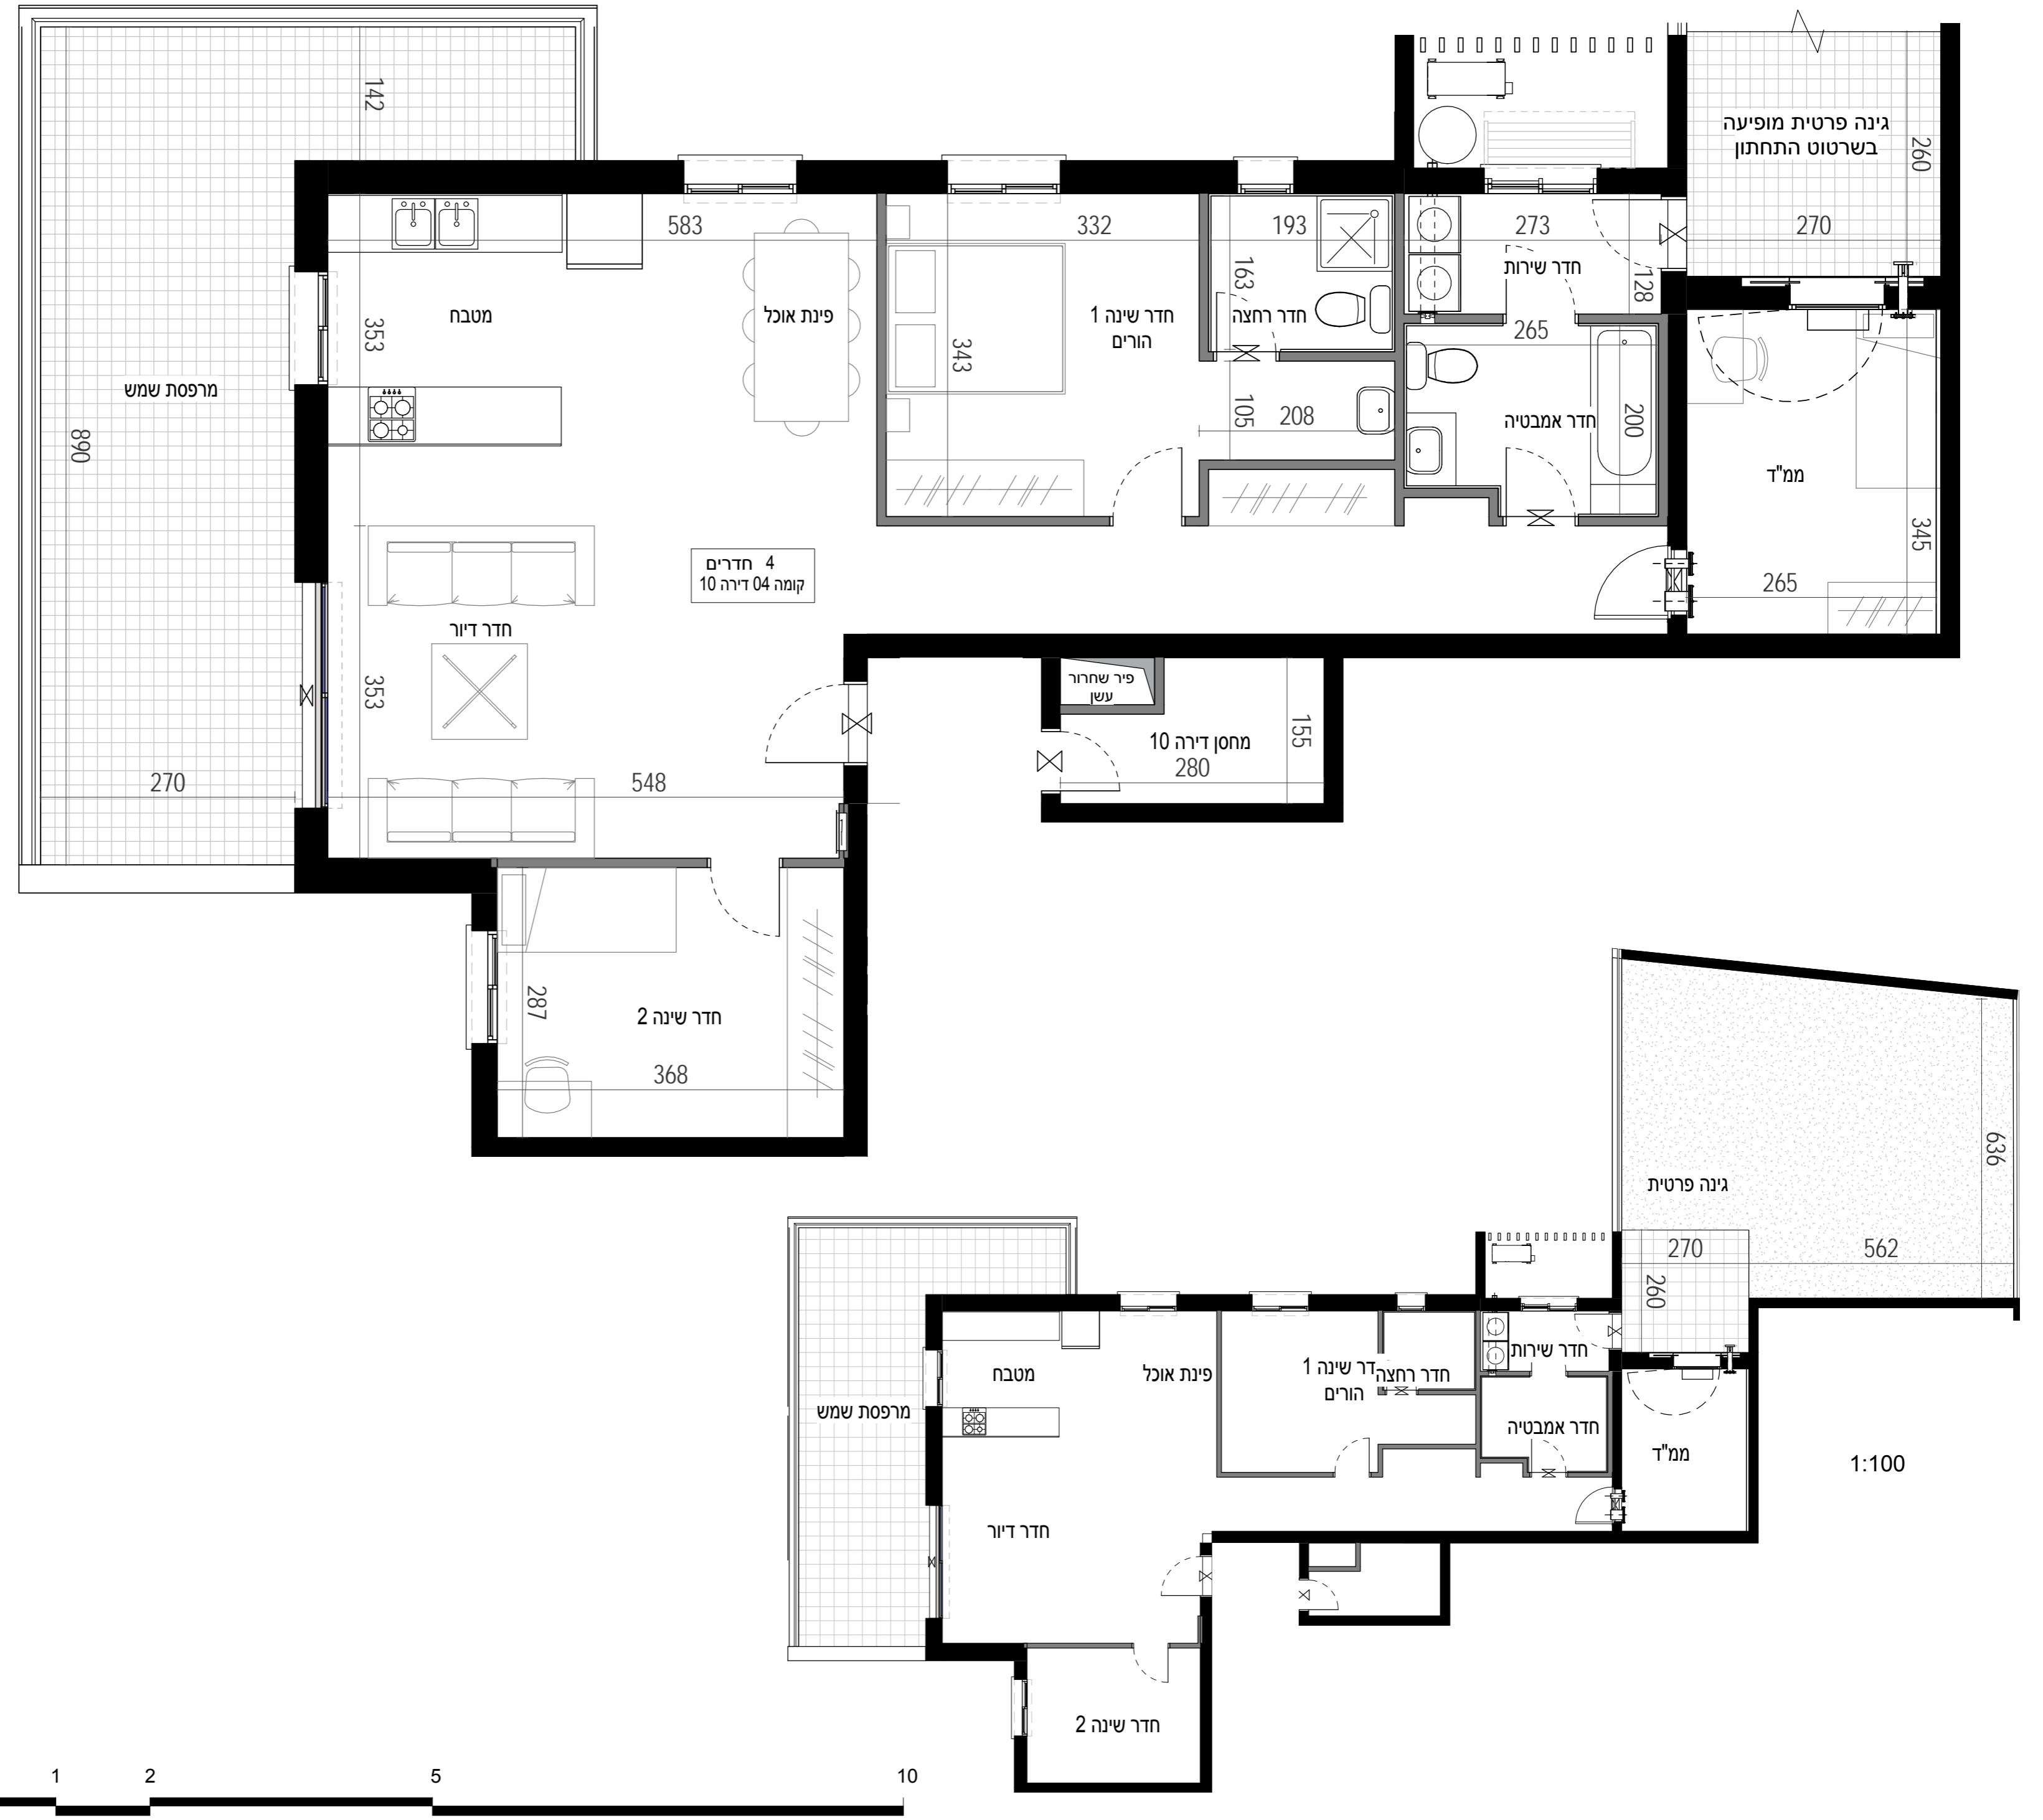 142
גינה פרטית מופיעה
בשרטוט התחתון
260
583
332
193
273
270
163
חדר שירות
128
מטבח
פינת אוכל
חדר שינה 1
הורים
חדר רחצה
265
353
343
מרפסת שמש
105
208
חדר אמבטיה
200
890
ממ"ד
345
4 חדרים
קומה 04 דירה 10
265
חדר דיור
353
פיר שחרור
עשן
155
מחסן דירה 10
280
270
548
287
חדר שינה 2
368
636
גינה פרטית
270
562
260
חדר שירות
מטבח
פינת אוכל
דר שינה 1
הורים
חדר רחצה
מרפסת שמש
חדר אמבטיה
ממ"ד
1:100
חדר דיור
חדר שינה 2
1
2
5
10